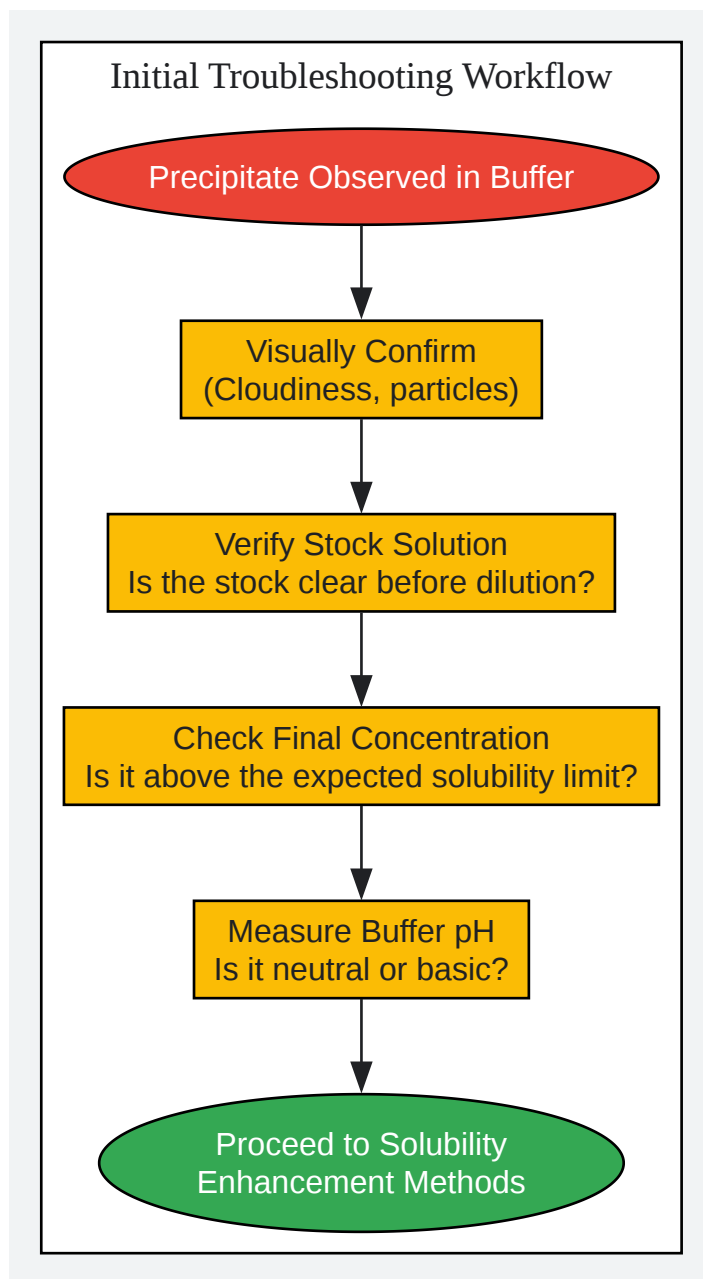 Initial Troubleshooting Workflow
Precipitate Observed in Buffer
Visually Confirm
(Cloudiness, particles)
Verify Stock Solution
Is the stock clear before dilution?
Check Final Concentration
Is it above the expected solubility limit?
Measure Buffer pH
Is it neutral or basic?
Proceed to Solubility
Enhancement Methods